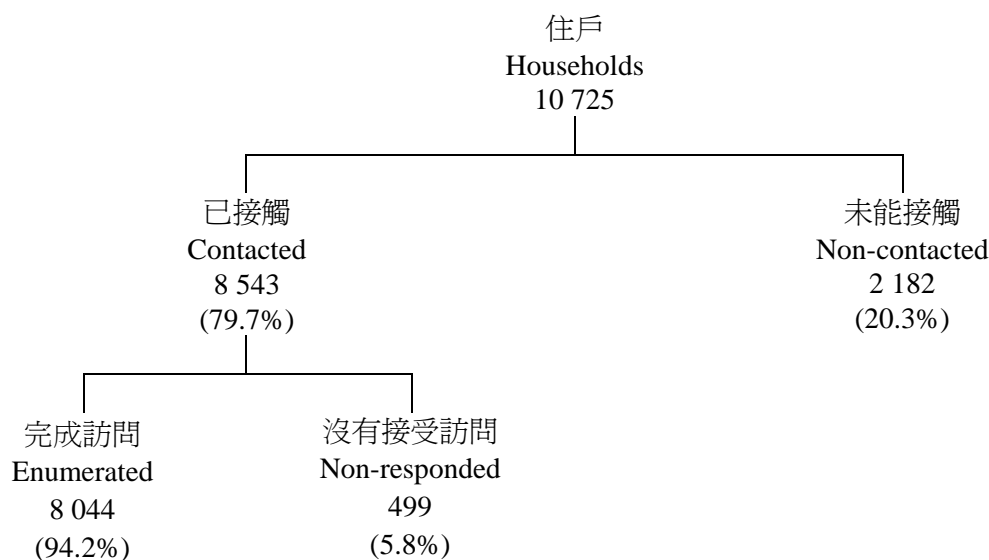 住戶
Households
10 725
已接觸
Contacted
8 543
(79.7%)
未能接觸
Non-contacted
2 182
(20.3%)
完成訪問
Enumerated
8 044
(94.2%)
沒有接受訪問
Non-responded
499
(5.8%)